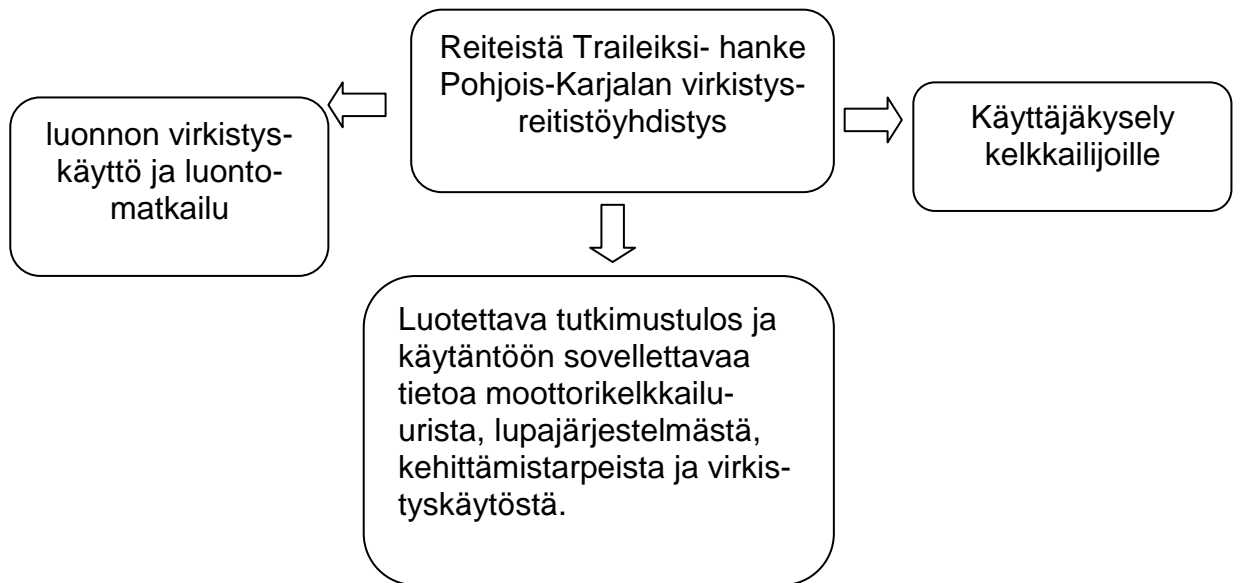 Reiteistä Traileiksi- hanke
Pohjois-Karjalan virkistys-
reitistöyhdistys
luonnon virkistys-
käyttö ja luonto-
matkailu
Käyttäjäkysely
kelkkailijoille
Luotettava tutkimustulos ja
käytäntöön sovellettavaa
tietoa moottorikelkkailu-
urista, lupajärjestelmästä,
kehittämistarpeista ja virkis-
tyskäytöstä.